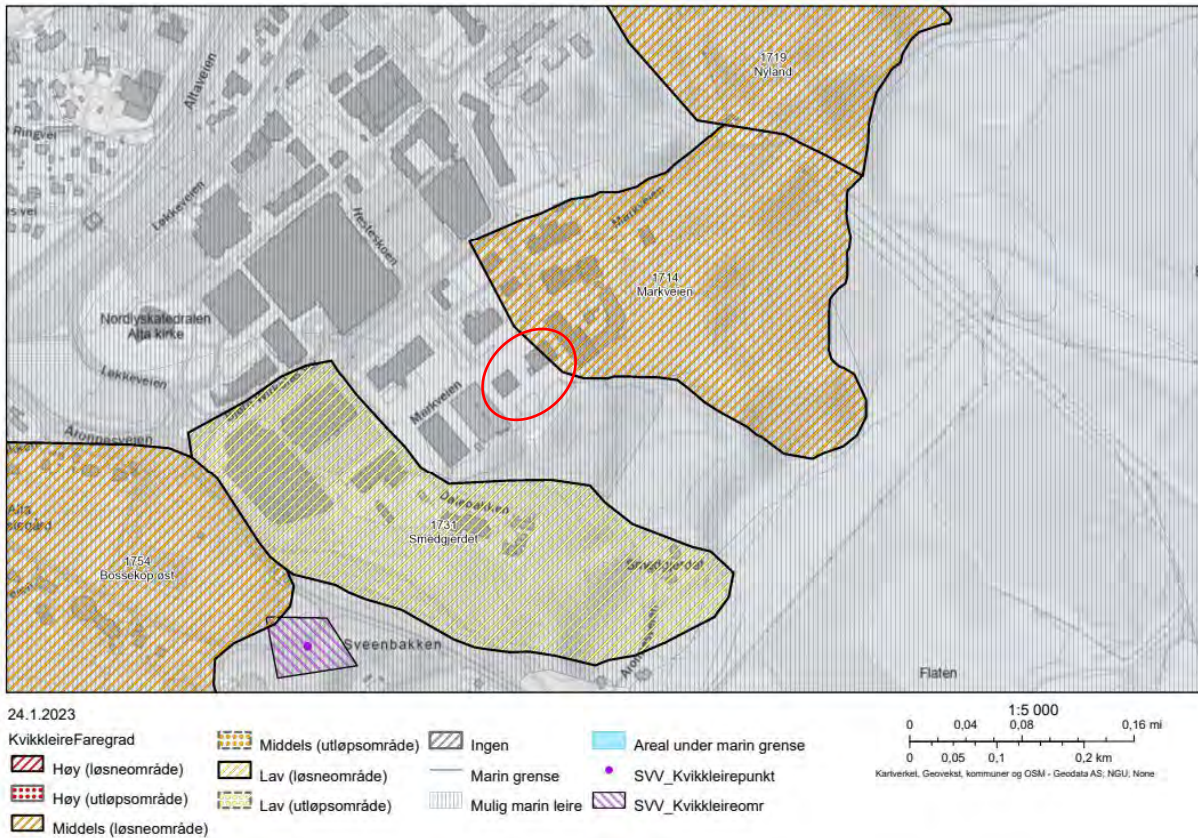 1719
Nyland
Altaveien
Ringvei
Løkkeveien
Hesteskoen
Markveien
1714
Markveien
Nordlyskatedralen
Alta kirke
Løkkeveien
Markveien
Aronnesveien
Alta
1731
Smedgjerdet
1754
Bossekop øst
Sveenbakken
Flaten
24.1.2023
KvikkleireFaregrad
Høy (løsneområde)
Høy (utløpsområde)
Middels (løsneområde)
Middels (utløpsområde)
Lav (løsneområde)
Lav (utløpsområde)
Ingen
Marin grense
Mulig marin leire
Areal under marin grense
SVV_Kvikkleirepunkt
SVV_Kvikkleireomr
1:5 000
0 0,04 0,08 0,16 mi
0 0,05 0,1 0,2 km
Kartverket, Geovekst, kommuner og OSM - Geodata AS; NGU; None